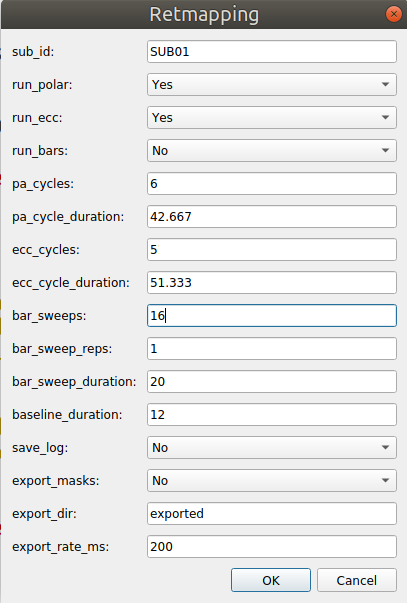 Retmapping
sub_id: SUB01
run_polar: Yes
run_ecc: Yes
run_bars: No
pa_cycles: 6
pa_cycle_duration: 42.667
ecc_cycles: 5
ecc_cycle_duration: 51.333
bar_sweeps: 16
bar_sweep_reps: 1
bar_sweep_duration: 20
baseline_duration: 12
save_log: No
export_masks: No
export_dir: exported
export_rate_ms: 200
OK Cancel